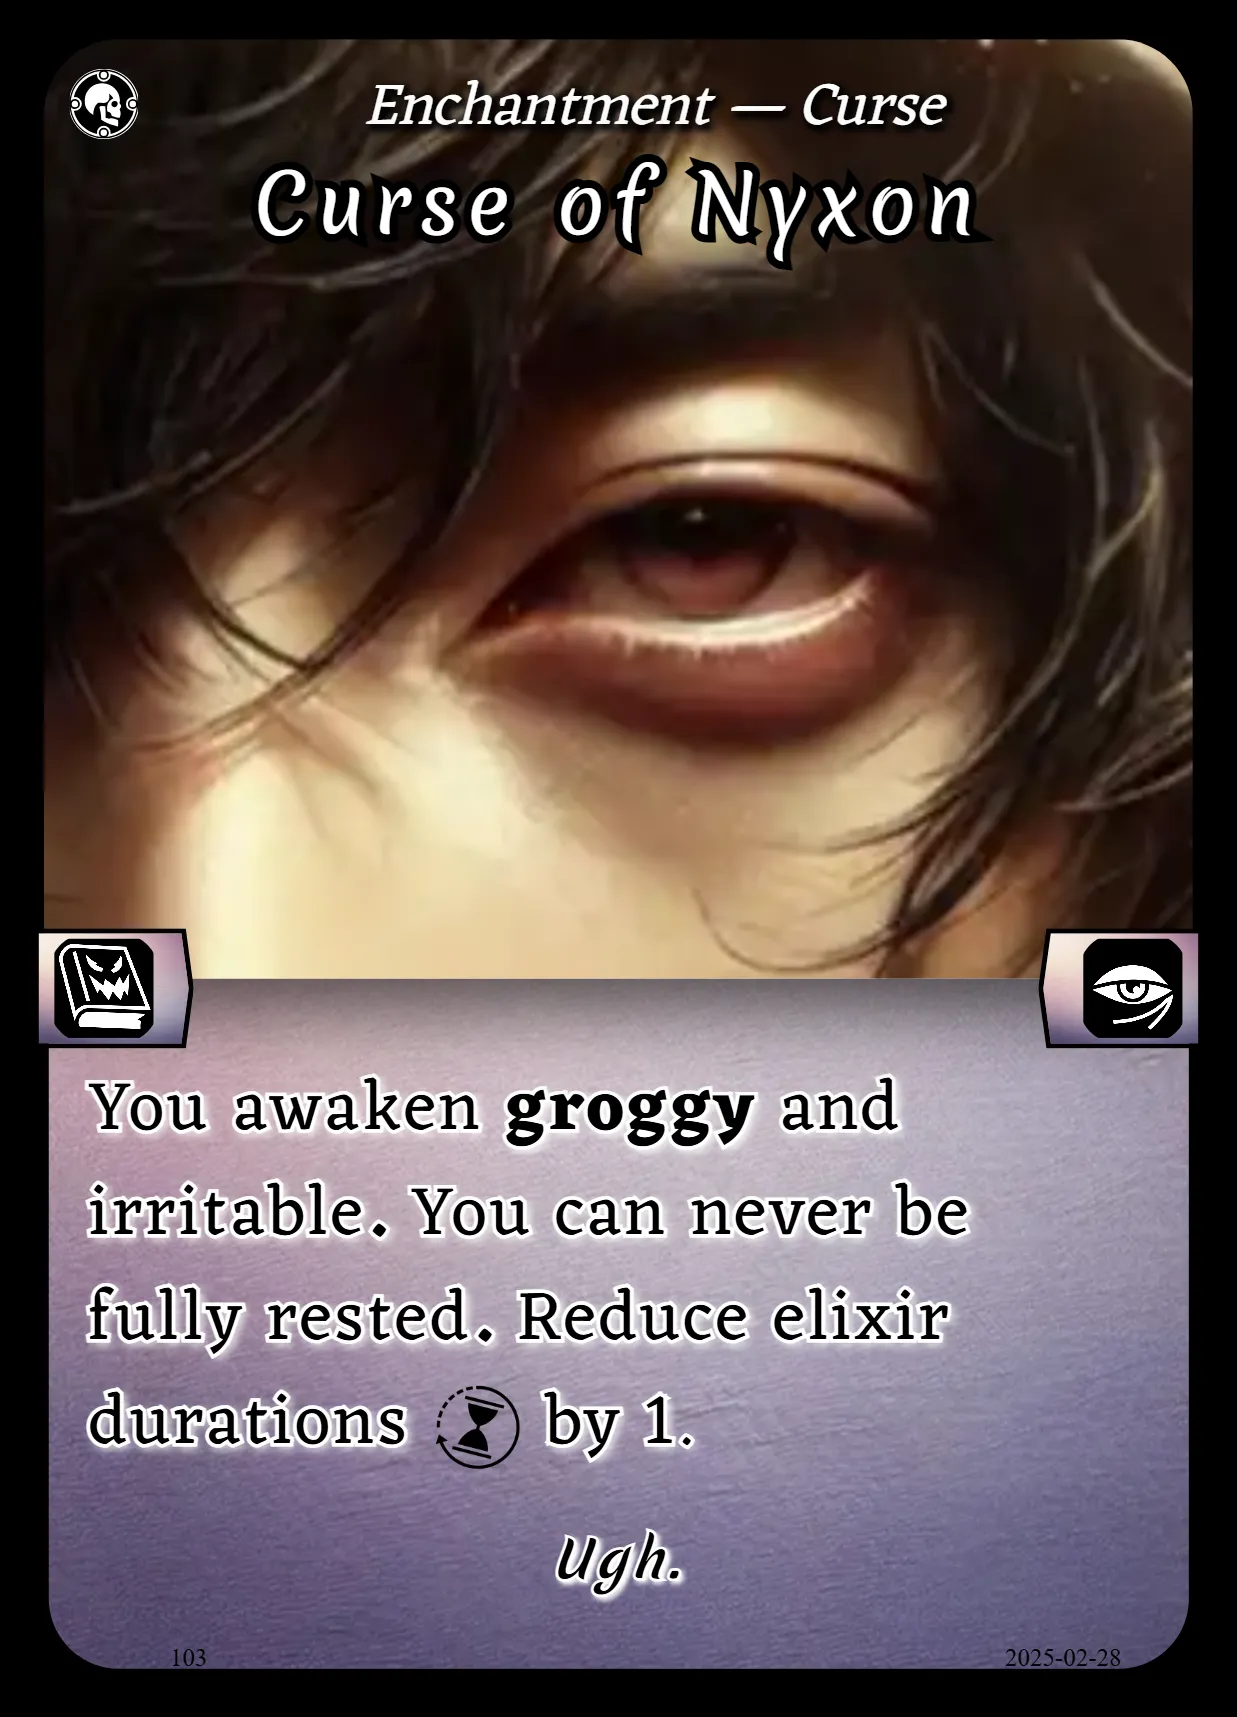 Enchantment — Curse
Curse of Nyxon
You awaken groggy and
irritable. You can never be
fully rested. Reduce elixir
durations by 1.
Ugh.
103
2025-02-28